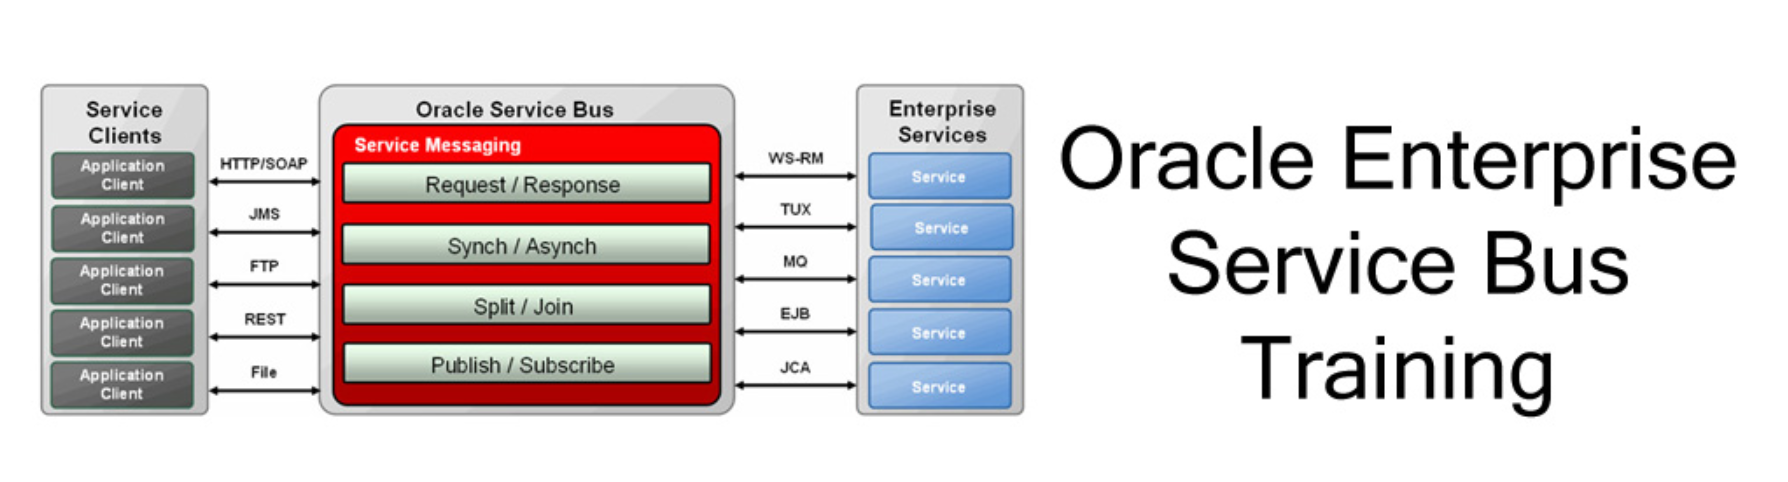 Service
Clients
Application
Client
Application
Client
Application
Client
Application
Client
Application
Client
HTTP/SOAP
JMS
FTP
REST
File
Oracle Service Bus
Service Messaging
Request / Response
Synch / Asynch
Split / Join
Publish / Subscribe
WS-RM
TUX
MQ
EJB
JCA
Enterprise
Services
Service
Service
Service
Service
Service
Oracle Enterprise
Service Bus
Training